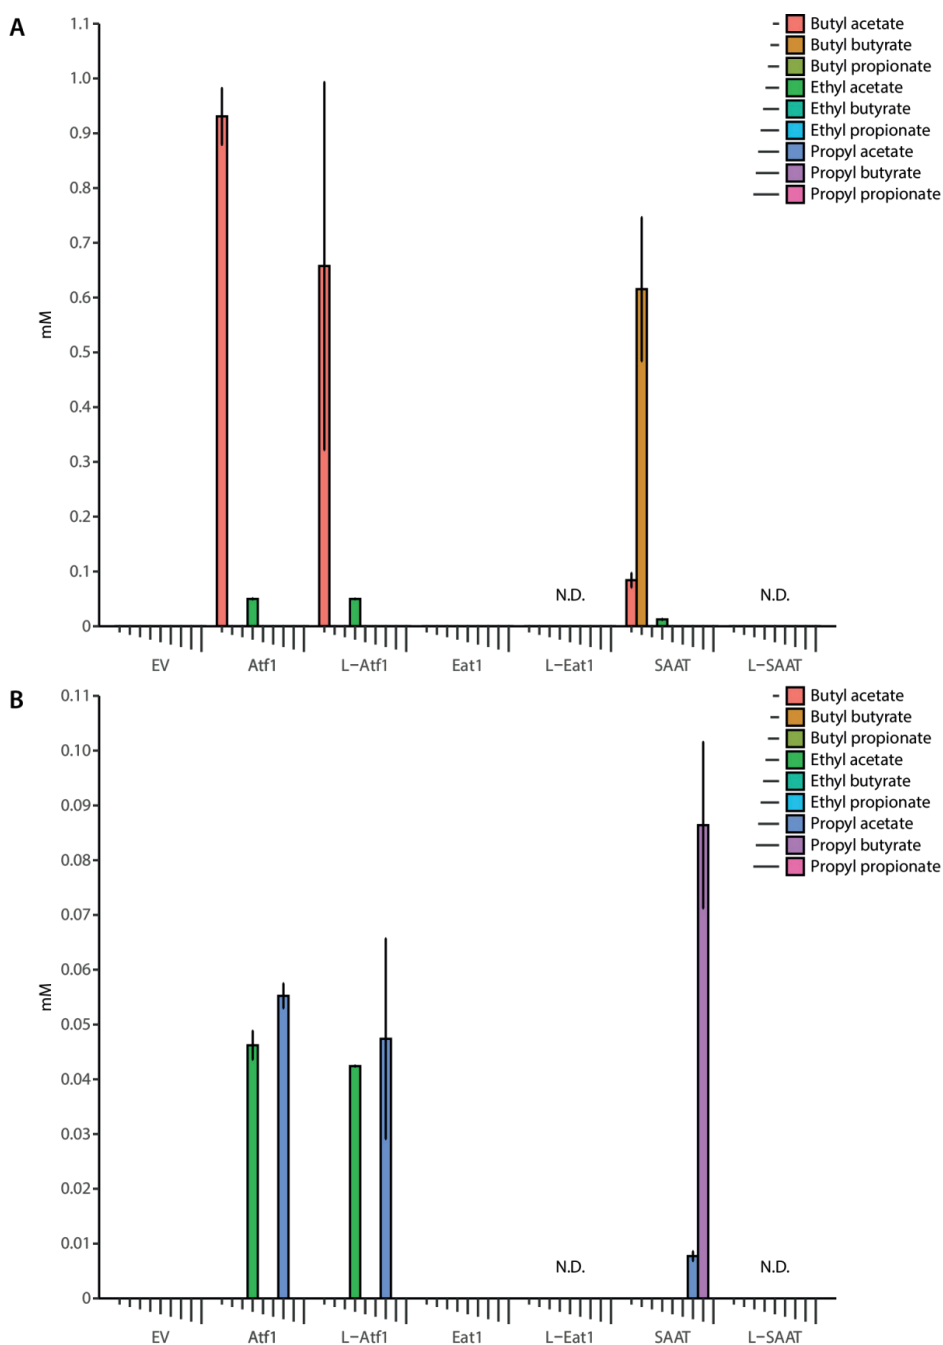 A
1.1
1.0
0.9
0.8
0.7
0.6
0.5
0.4
0.3
0.2
0.1
0
mM
Butyl acetate
Butyl butyrate
Butyl propionate
Ethyl acetate
Ethyl butyrate
Ethyl propionate
Propyl acetate
Propyl butyrate
Propyl propionate
N.D. N.D.
EV Atf1 L−Atf1 Eat1 L−Eat1 SAAT L−SAAT
B
0.11
0.10
0.09
0.08
0.07
0.06
0.05
0.04
0.03
0.02
0.01
0
mM
Butyl acetate
Butyl butyrate
Butyl propionate
Ethyl acetate
Ethyl butyrate
Ethyl propionate
Propyl acetate
Propyl butyrate
Propyl propionate
N.D. N.D.
EV Atf1 L−Atf1 Eat1 L−Eat1 SAAT L−SAAT